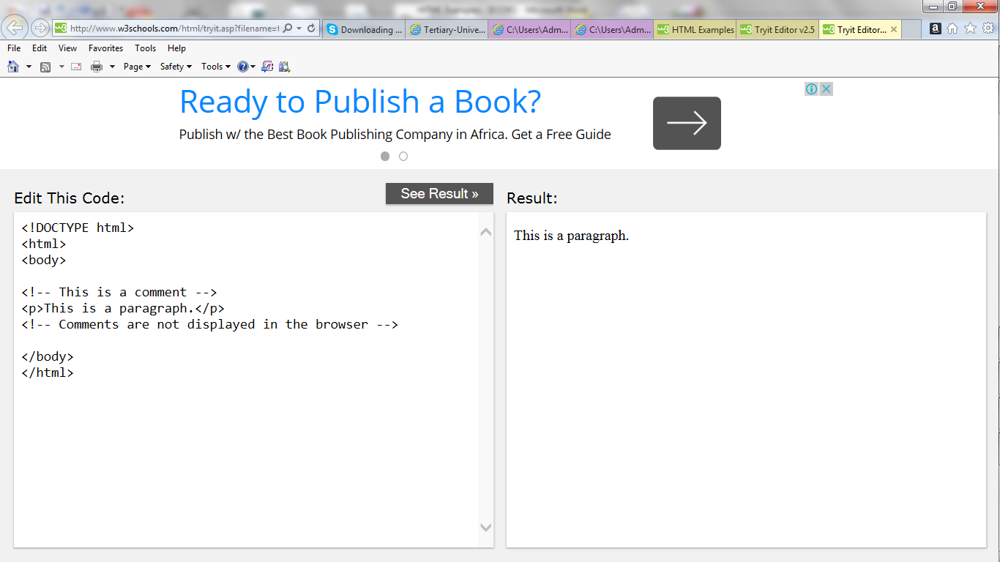 http://www.w3schools.com/html/tryit.asp?filename=t
Downloading ...
Tertiary-Unive...
C:\Users\Adm...
C:\Users\Adm...
HTML Examples
Tryit Editor v2.5
Tryit Editor...
File Edit View Favorites Tools Help
Page Safety Tools
Ready to Publish a Book?
Publish w/ the Best Book Publishing Company in Africa. Get a Free Guide
Edit This Code:
See Result »
Result:
<!DOCTYPE html>
<html>
<body>
<!-- This is a comment -->
<p>This is a paragraph.</p>
<!-- Comments are not displayed in the browser -->
</body>
</html>
This is a paragraph.